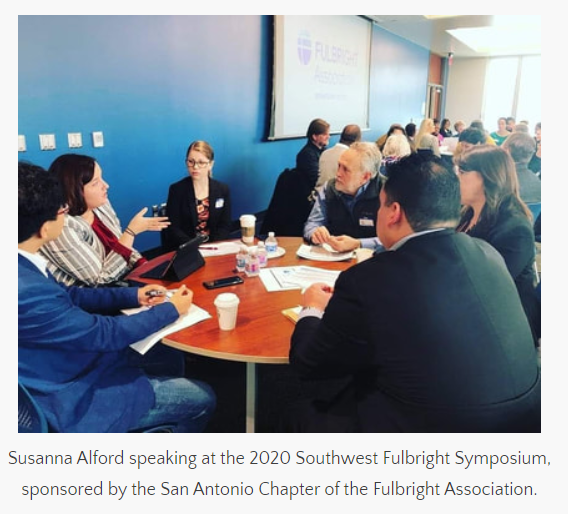 FULBRIGHT
Association
Susanna Alford speaking at the 2020 Southwest Fulbright Symposium,
sponsored by the San Antonio Chapter of the Fulbright Association.